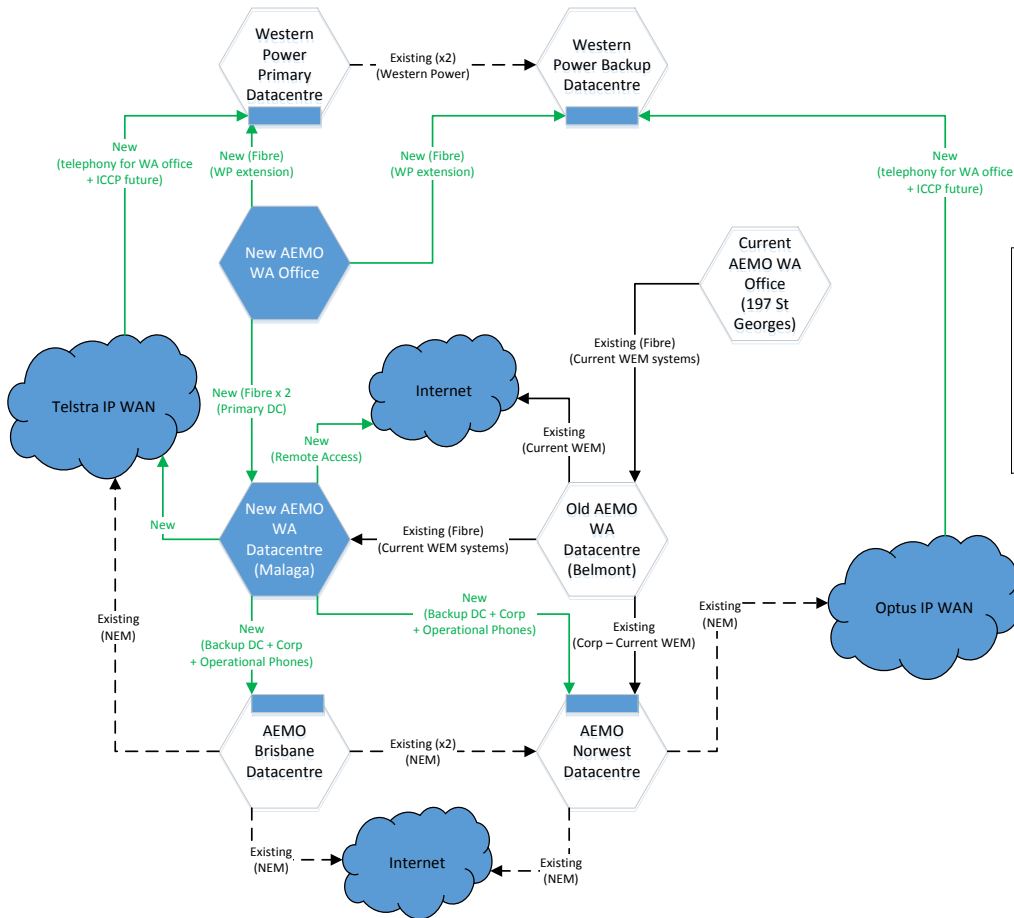 Western
Power
Primary
Datacentre
Existing (x2)
(Western Power)
Western
Power Backup
Datacentre
New
(telephony for WA office
+ ICCP future)
New (Fibre)
(WP extension)
New (Fibre)
(WP extension)
New
(telephony for WA office
+ ICCP future)
New AEMO
WA Office
Current
AEMO WA
Office
(197 St
Georges)
Existing (Fibre)
(Current WEM systems)
Telstra IP WAN
New (Fibre x 2
(Primary DC)
Internet
New
(Remote Access)
Existing
(Current WEM)
New
New AEMO
WA
Datacentre
(Malaga)
Existing (Fibre)
(Current WEM systems)
Old AEMO
WA
Datacentre
(Belmont)
Optus IP WAN
Existing
(NEM)
New
(Backup DC + Corp
+ Operational Phones)
New
(Backup DC + Corp
+ Operational Phones)
Existing
(Corp – Current WEM)
Existing
(NEM)
AEMO
Brisbane
Datacentre
Existing (x2)
(NEM)
AEMO
Norwest
Datacentre
Existing
(NEM)
Internet
Existing
(NEM)